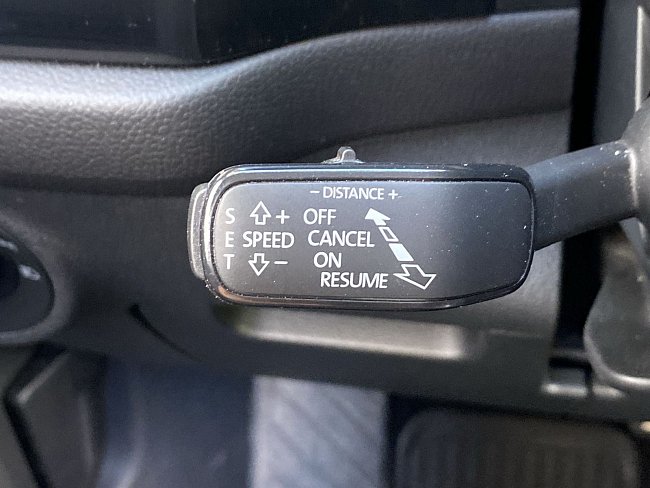 − DISTANCE +
S + OFF
E SPEED CANCEL
T − ON
RESUME